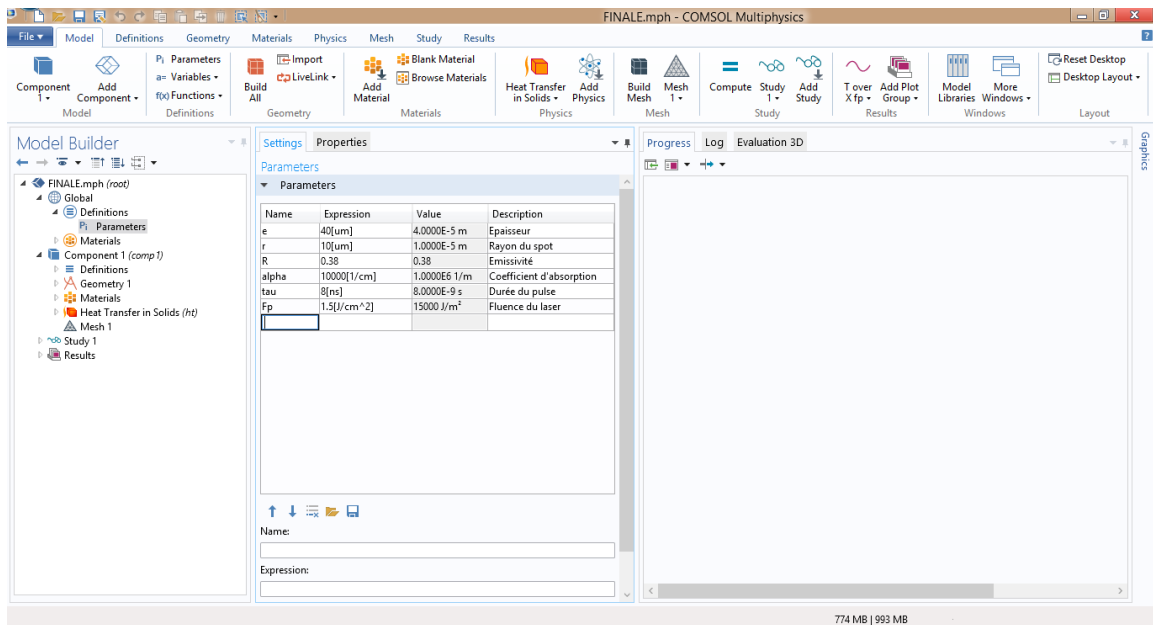 FINALE.mph - COMSOL Multiphysics
File Model Definitions Geometry Materials Physics Mesh Study Results
Component 1
Add Component
Model
Pi Parameters
a= Variables
f(x) Functions
Definitions
Build All
Import
LiveLink
Geometry
Add Material
Blank Material
Browse Materials
Materials
Heat Transfer in Solids
Add Physics
Physics
Build Mesh
Mesh 1
Mesh
Compute
Study 1
Add Study
Study
T over X fp
Add Plot Group
Results
Model Libraries
More Windows
Windows
Reset Desktop
Desktop Layout
Layout
Model Builder
FINALE.mph (root)
Global
Definitions
Pi Parameters
Materials
Component 1 (comp1)
Definitions
Geometry 1
Materials
Heat Transfer in Solids (ht)
Mesh 1
Study 1
Results
Settings Properties
Parameters
Parameters
Name Expression Value Description
e 40[um] 4.0000E-5 m Epaisseur
r 10[um] 1.0000E-5 m Rayon du spot
R 0.38 0.38 Emissivité
alpha 10000[1/cm] 1.0000E6 1/m Coefficient d'absorption
tau 8[ns] 8.0000E-9 s Durée du pulse
Fp 1.5[J/cm^2] 15000 J/m² Fluence du laser
Name:
Expression:
Progress Log Evaluation 3D
Graphics
774 MB | 993 MB